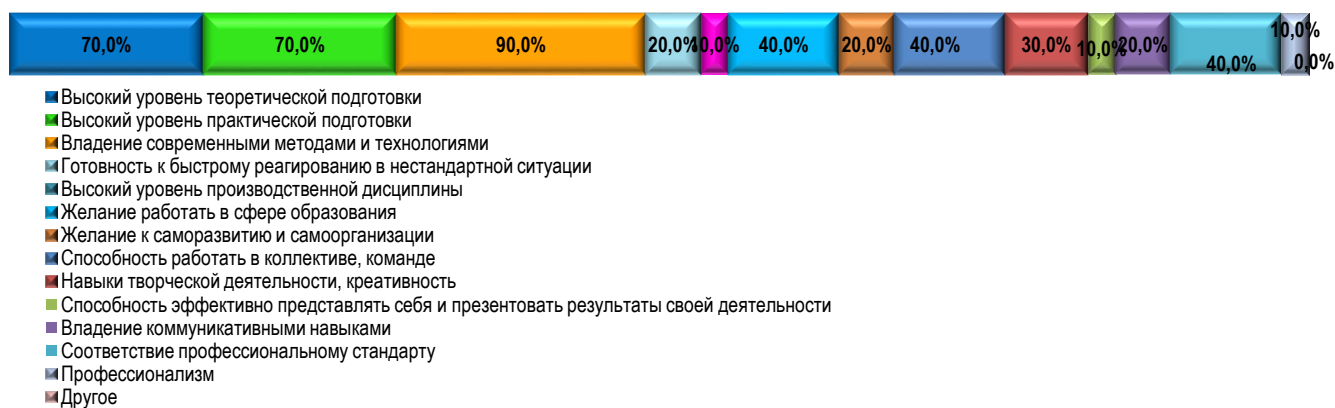 70,0% 70,0% 90,0% 20,0% 10,0% 40,0% 20,0% 40,0% 30,0% 10,0% 20,0% 40,0% 10,0% 0,0%
Высокий уровень теоретической подготовки
Высокий уровень практической подготовки
Владение современными методами и технологиями
Готовность к быстрому реагированию в нестандартной ситуации
Высокий уровень производственной дисциплины
Желание работать в сфере образования
Желание к саморазвитию и самоорганизации
Способность работать в коллективе, команде
Навыки творческой деятельности, креативность
Способность эффективно представлять себя и презентовать результаты своей деятельности
Владение коммуникативными навыками
Соответствие профессиональному стандарту
Профессионализм
Другое